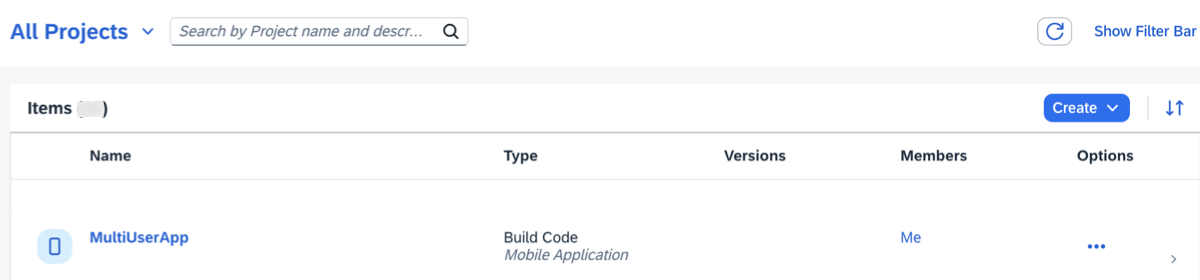 All Projects
Search by Project name and descr...
Show Filter Bar
Items ( )
Create
Name Type Versions Members Options
MultiUserApp Build Code Me
Mobile Application